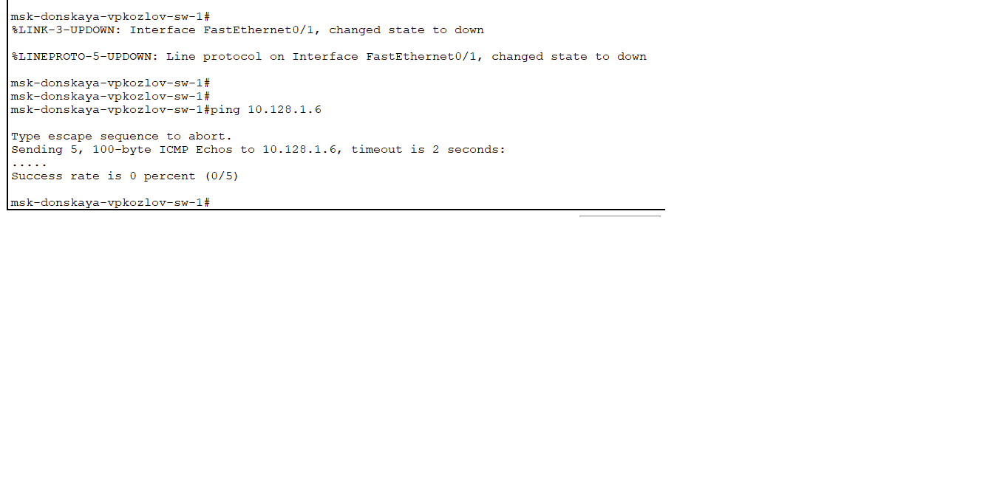 msk-donskaya-vpkozlov-sw-1#
%LINK-3-UPDOWN: Interface FastEthernet0/1, changed state to down
%LINEPROTO-5-UPDOWN: Line protocol on Interface FastEthernet0/1, changed state to down
msk-donskaya-vpkozlov-sw-1#
msk-donskaya-vpkozlov-sw-1#
msk-donskaya-vpkozlov-sw-1#ping 10.128.1.6
Type escape sequence to abort.
Sending 5, 100-byte ICMP Echos to 10.128.1.6, timeout is 2 seconds:
.....
Success rate is 0 percent (0/5)
msk-donskaya-vpkozlov-sw-1#